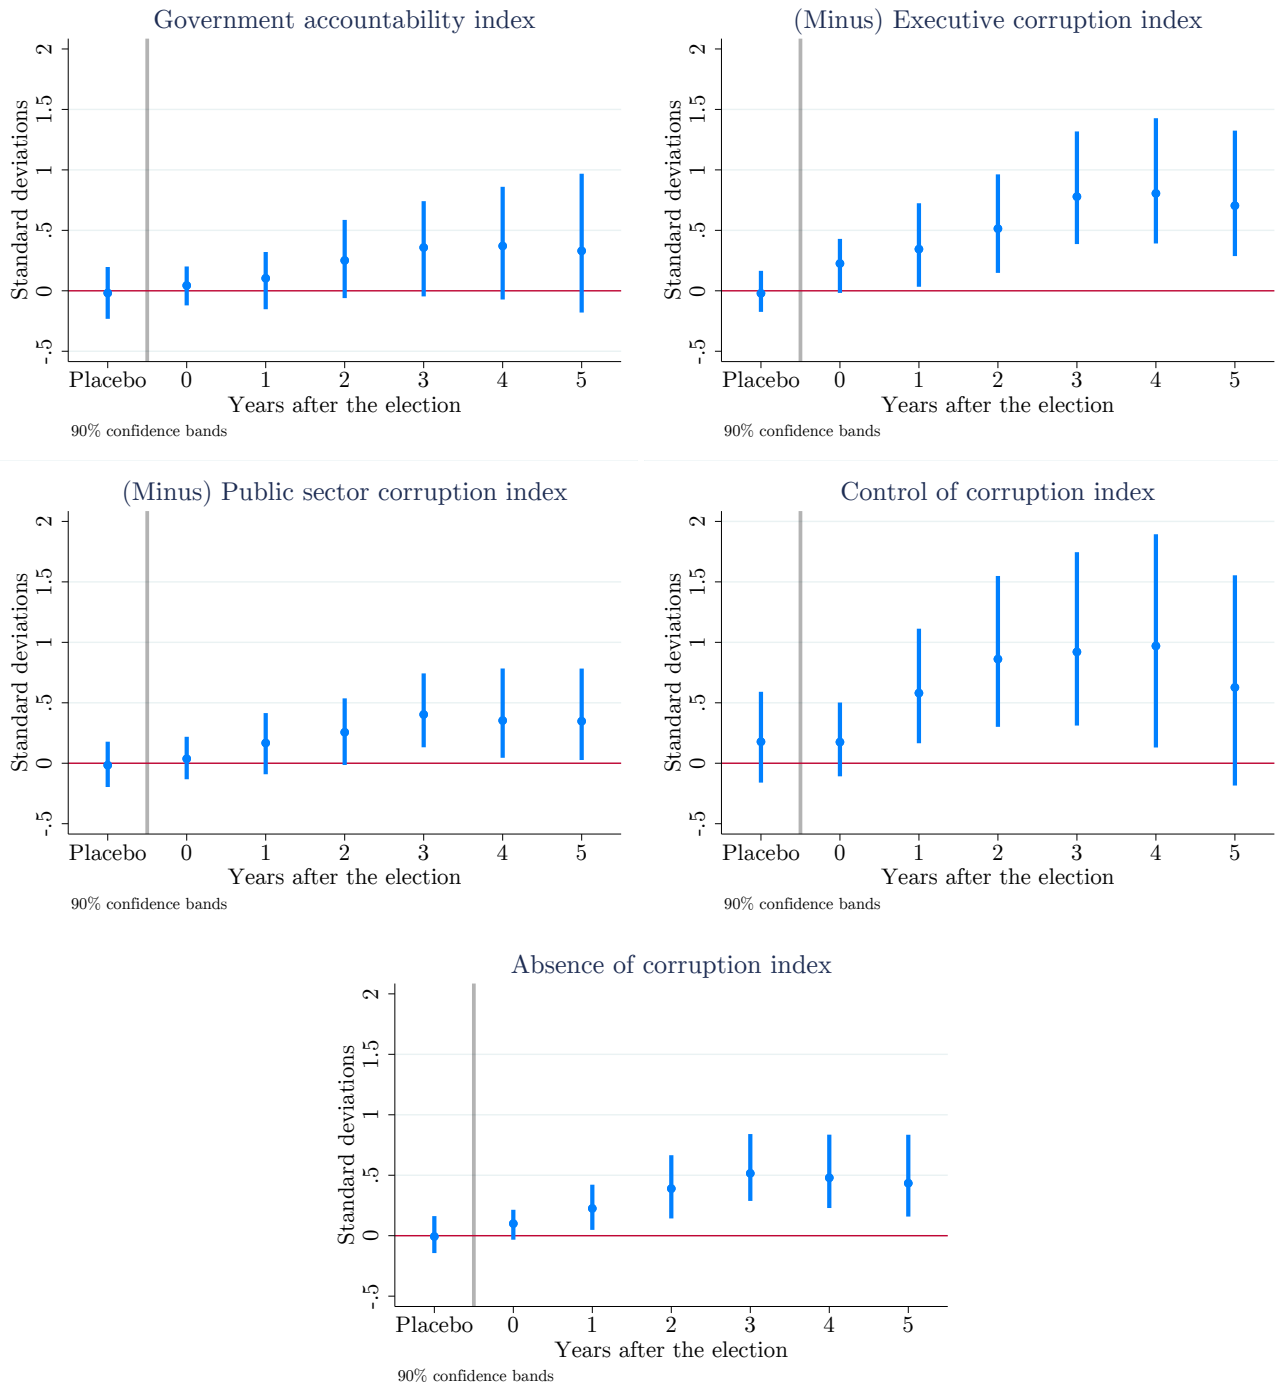 Government accountability index
Standard deviations
2
1.5
1
.5
0
-.5
Placebo 0 1 2 3 4 5
Years after the election
90% confidence bands
(Minus) Executive corruption index
Standard deviations
2
1.5
1
.5
0
-.5
Placebo 0 1 2 3 4 5
Years after the election
90% confidence bands
(Minus) Public sector corruption index
Standard deviations
2
1.5
1
.5
0
-.5
Placebo 0 1 2 3 4 5
Years after the election
90% confidence bands
Control of corruption index
Standard deviations
2
1.5
1
.5
0
-.5
Placebo 0 1 2 3 4 5
Years after the election
90% confidence bands
Absence of corruption index
Standard deviations
2
1.5
1
.5
0
-.5
Placebo 0 1 2 3 4 5
Years after the election
90% confidence bands